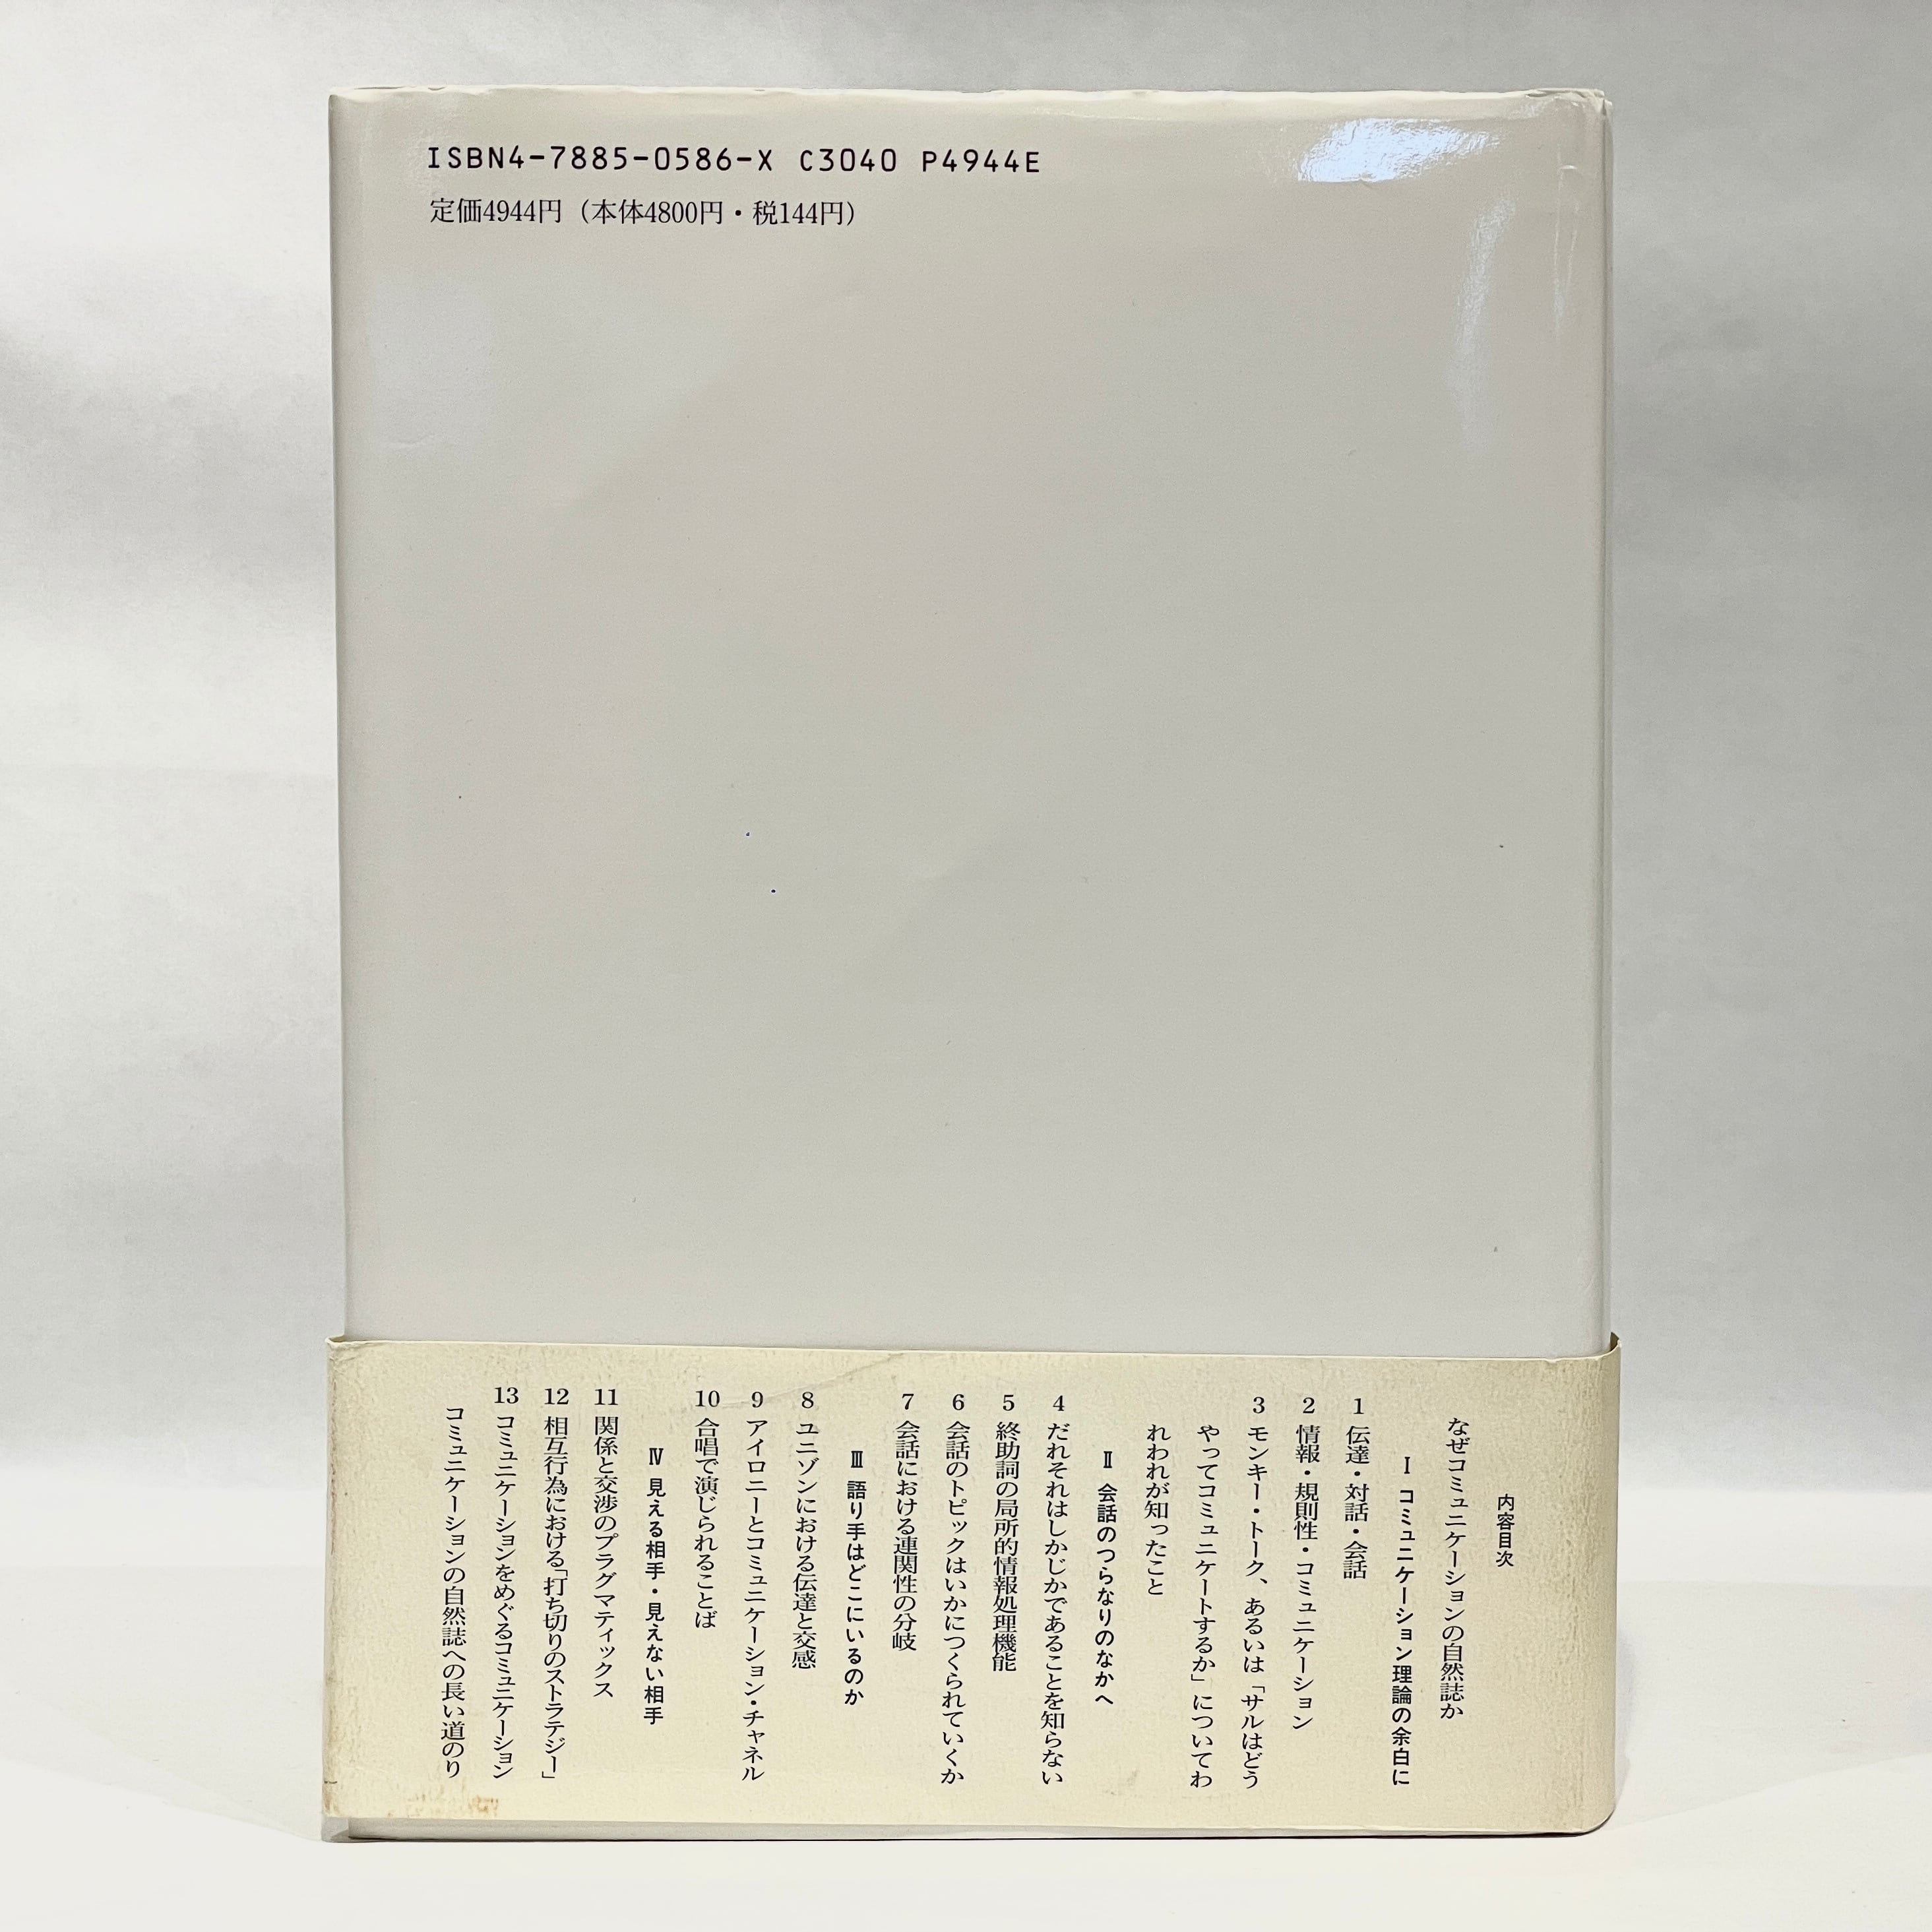 ISBN4-7885-0586-X C3040 P4944E
定価4944円（本体4800円・税144円）
内容目次
なぜコミュニケーションの自然誌か
Ⅰ コミュニケーション理論の余白に
1 伝達・対話・会話
2 情報・規則性・コミュニケーション
3 モンキー・トーク、あるいは「サルはどう
やってコミュニケートするか」についてわ
れわれが知ったこと
Ⅱ 会話のつらなりのなかへ
4 だれそれはしかじかであることを知らない
5 終助詞の局所的情報処理機能
6 会話のトピックはいかにつくられていくか
7 会話における連関性の分岐
Ⅲ 語り手はどこにいるのか
8 ユニゾンにおける伝達と交感
9 アイロニーとコミュニケーション・チャネル
10 合唱で演じられることば
Ⅳ 見える相手・見えない相手
11 関係と交渉のプラグマティックス
12 相互行為における「打ち切りのストラテジー」
13 コミュニケーションをめぐるコミュニケーション
コミュニケーションの自然誌への長い道のり